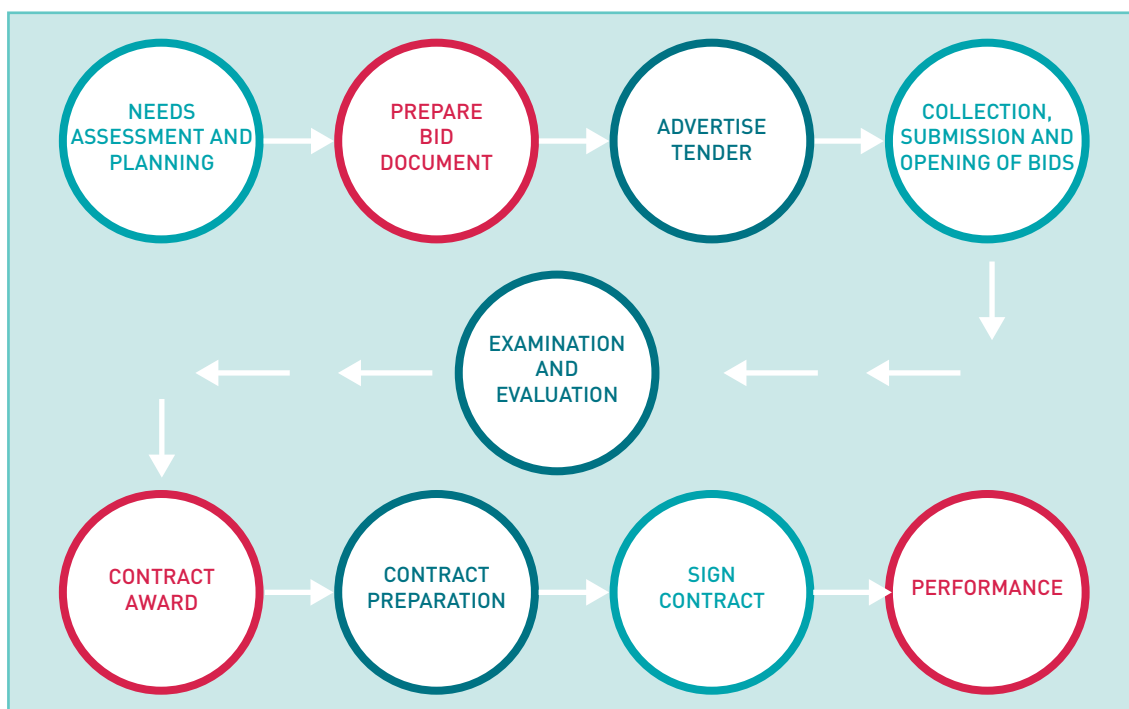 NEEDS
ASSESSMENT AND
PLANNING
PREPARE
BID
DOCUMENT
ADVERTISE
TENDER
COLLECTION,
SUBMISSION AND
OPENING OF BIDS
EXAMINATION
AND
EVALUATION
CONTRACT
AWARD
CONTRACT
PREPARATION
SIGN
CONTRACT
PERFORMANCE